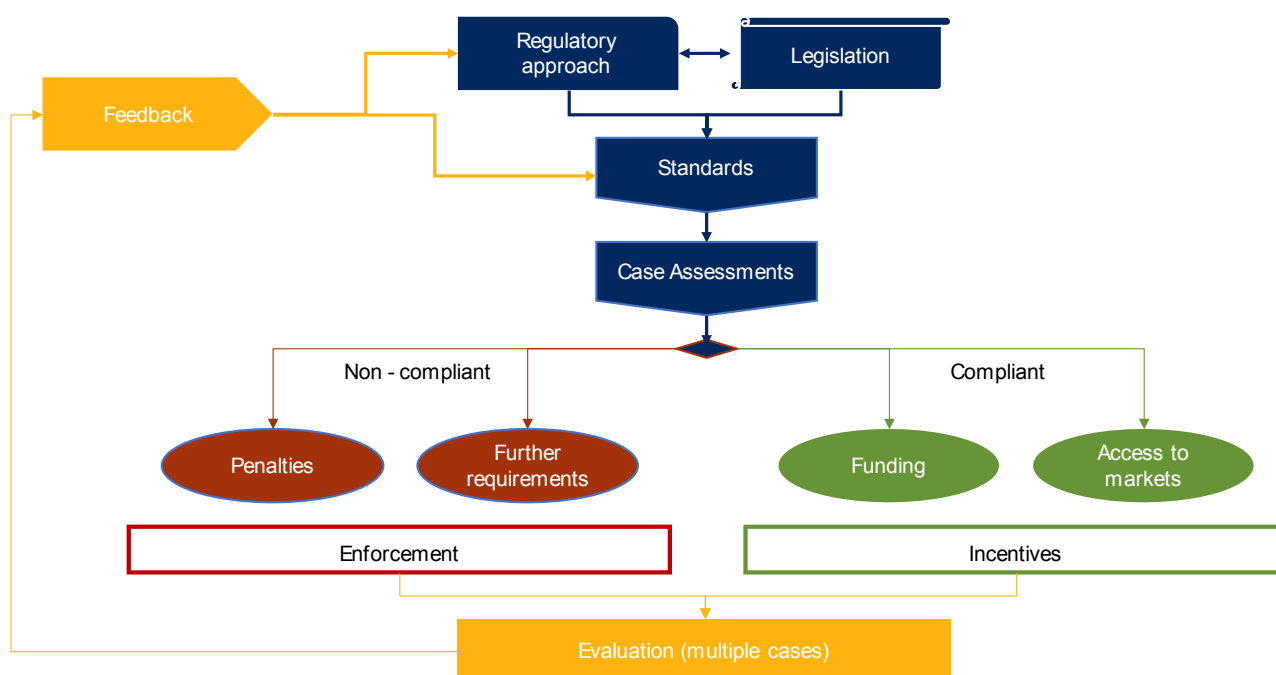 Regulatory
approach
Legislation
Feedback
Standards
Case Assessments
Non - compliant
Compliant
Penalties
Further
requirements
Funding
Access to
markets
Enforcement
Incentives
Evaluation (multiple cases)